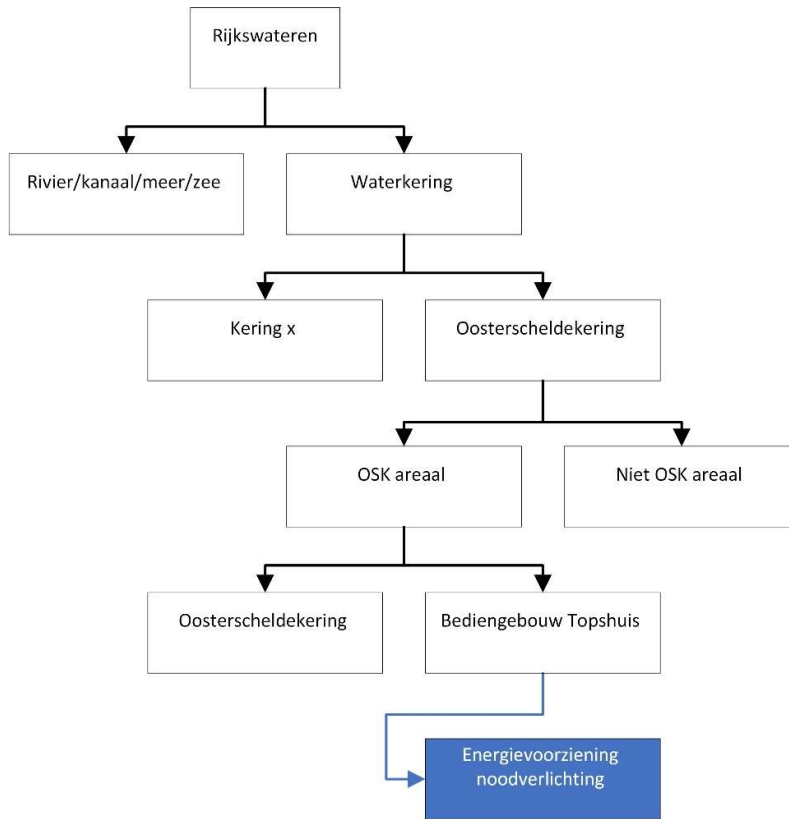 Rijkswateren
Rivier/kanaal/meer/zee
Waterkering
Kering x
Oosterscheldekering
OSK areaal
Niet OSK areaal
Oosterscheldekering
Bediengebouw Topshuis
Energievoorziening
noodverlichting